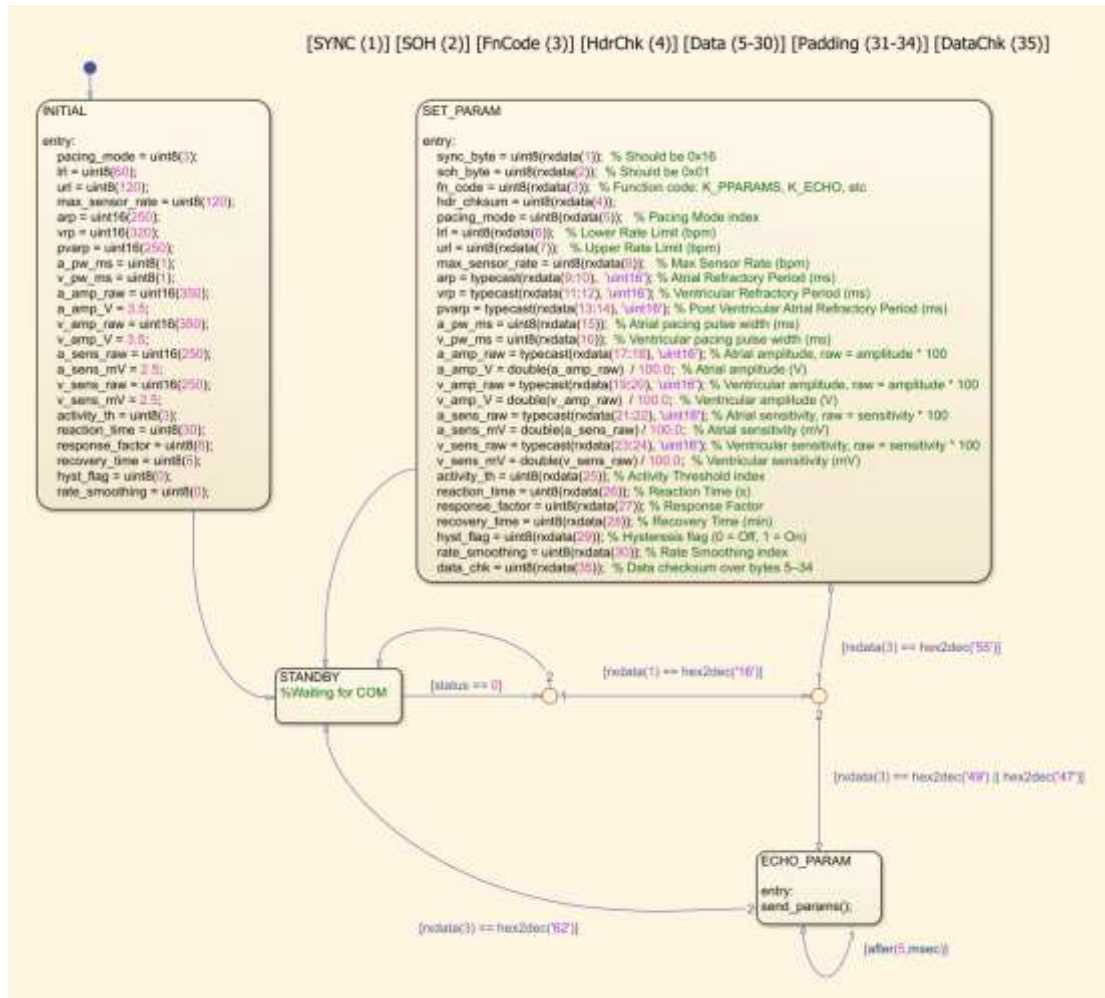 [SYNC (1)] [SOH (2)] [FnCode (3)] [HdrChk (4)] [Data (5-30)] [Padding (31-34)] [DataChk (35)]
INITIAL
entry:
pacing_mode = uint8(3);
lrl = uint8(60);
url = uint8(120);
max_sensor_rate = uint8(120);
arp = uint16(250);
vrp = uint16(320);
pvarp = uint16(250);
a_pw_ms = uint8(1);
v_pw_ms = uint8(1);
a_amp_raw = uint16(350);
a_amp_V = 3.5;
v_amp_raw = uint16(350);
v_amp_V = 3.5;
a_sens_raw = uint16(250);
a_sens_mV = 2.5;
v_sens_raw = uint16(250);
v_sens_mV = 2.5;
activity_th = uint8(3);
reaction_time = uint8(30);
response_factor = uint8(8);
recovery_time = uint8(5);
hyst_flag = uint8(0);
rate_smoothing = uint8(0);
SET_PARAM
entry:
sync_byte = uint8(rxdata(1)); % Should be 0x16
soh_byte = uint8(rxdata(2)); % Should be 0x01
fn_code = uint8(rxdata(3)); % Function code: K_PPARAMS, K_ECHO, etc
hdr_chksum = uint8(rxdata(4));
pacing_mode = uint8(rxdata(5)); % Pacing Mode index
lrl = uint8(rxdata(6)); % Lower Rate Limit (bpm)
url = uint8(rxdata(7)); % Upper Rate Limit (bpm)
max_sensor_rate = uint8(rxdata(8)); % Max Sensor Rate (bpm)
arp = typecast(rxdata(9:10), 'uint16'); % Atrial Refractory Period (ms)
vrp = typecast(rxdata(11:12), 'uint16'); % Ventricular Refractory Period (ms)
pvarp = typecast(rxdata(13:14), 'uint16'); % Post Ventricular Atrial Refractory Period (ms)
a_pw_ms = uint8(rxdata(15)); % Atrial pacing pulse width (ms)
v_pw_ms = uint8(rxdata(16)); % Ventricular pacing pulse width (ms)
a_amp_raw = typecast(rxdata(17:18), 'uint16'); % Atrial amplitude, raw = amplitude * 100
a_amp_V = double(a_amp_raw) / 100.0; % Atrial amplitude (V)
v_amp_raw = typecast(rxdata(19:20), 'uint16'); % Ventricular amplitude, raw = amplitude * 100
v_amp_V = double(v_amp_raw) / 100.0; % Ventricular amplitude (V)
a_sens_raw = typecast(rxdata(21:22), 'uint16'); % Atrial sensitivity, raw = sensitivity * 100
a_sens_mV = double(a_sens_raw) / 100.0; % Atrial sensitivity (mV)
v_sens_raw = typecast(rxdata(23:24), 'uint16'); % Ventricular sensitivity, raw = sensitivity * 100
v_sens_mV = double(v_sens_raw) / 100.0; % Ventricular sensitivity (mV)
activity_th = uint8(rxdata(25)); % Activity Threshold index
reaction_time = uint8(rxdata(26)); % Reaction Time (s)
response_factor = uint8(rxdata(27)); % Response Factor
recovery_time = uint8(rxdata(28)); % Recovery Time (min)
hyst_flag = uint8(rxdata(29)); % Hysteresis flag (0 = Off, 1 = On)
rate_smoothing = uint8(rxdata(30)); % Rate Smoothing index
data_chk = uint8(rxdata(35)); % Data checksum over bytes 5–34
[rxdata(3) == hex2dec('55')]
STANDBY
%Waiting for COM
[status == 0]
2
1
[rxdata(1) == hex2dec('16')]
1
2
[rxdata(3) == hex2dec('49') || hex2dec('47')]
ECHO_PARAM
entry:
send_params();
2
[rxdata(3) == hex2dec('62')]
1
[after(5,msec)]